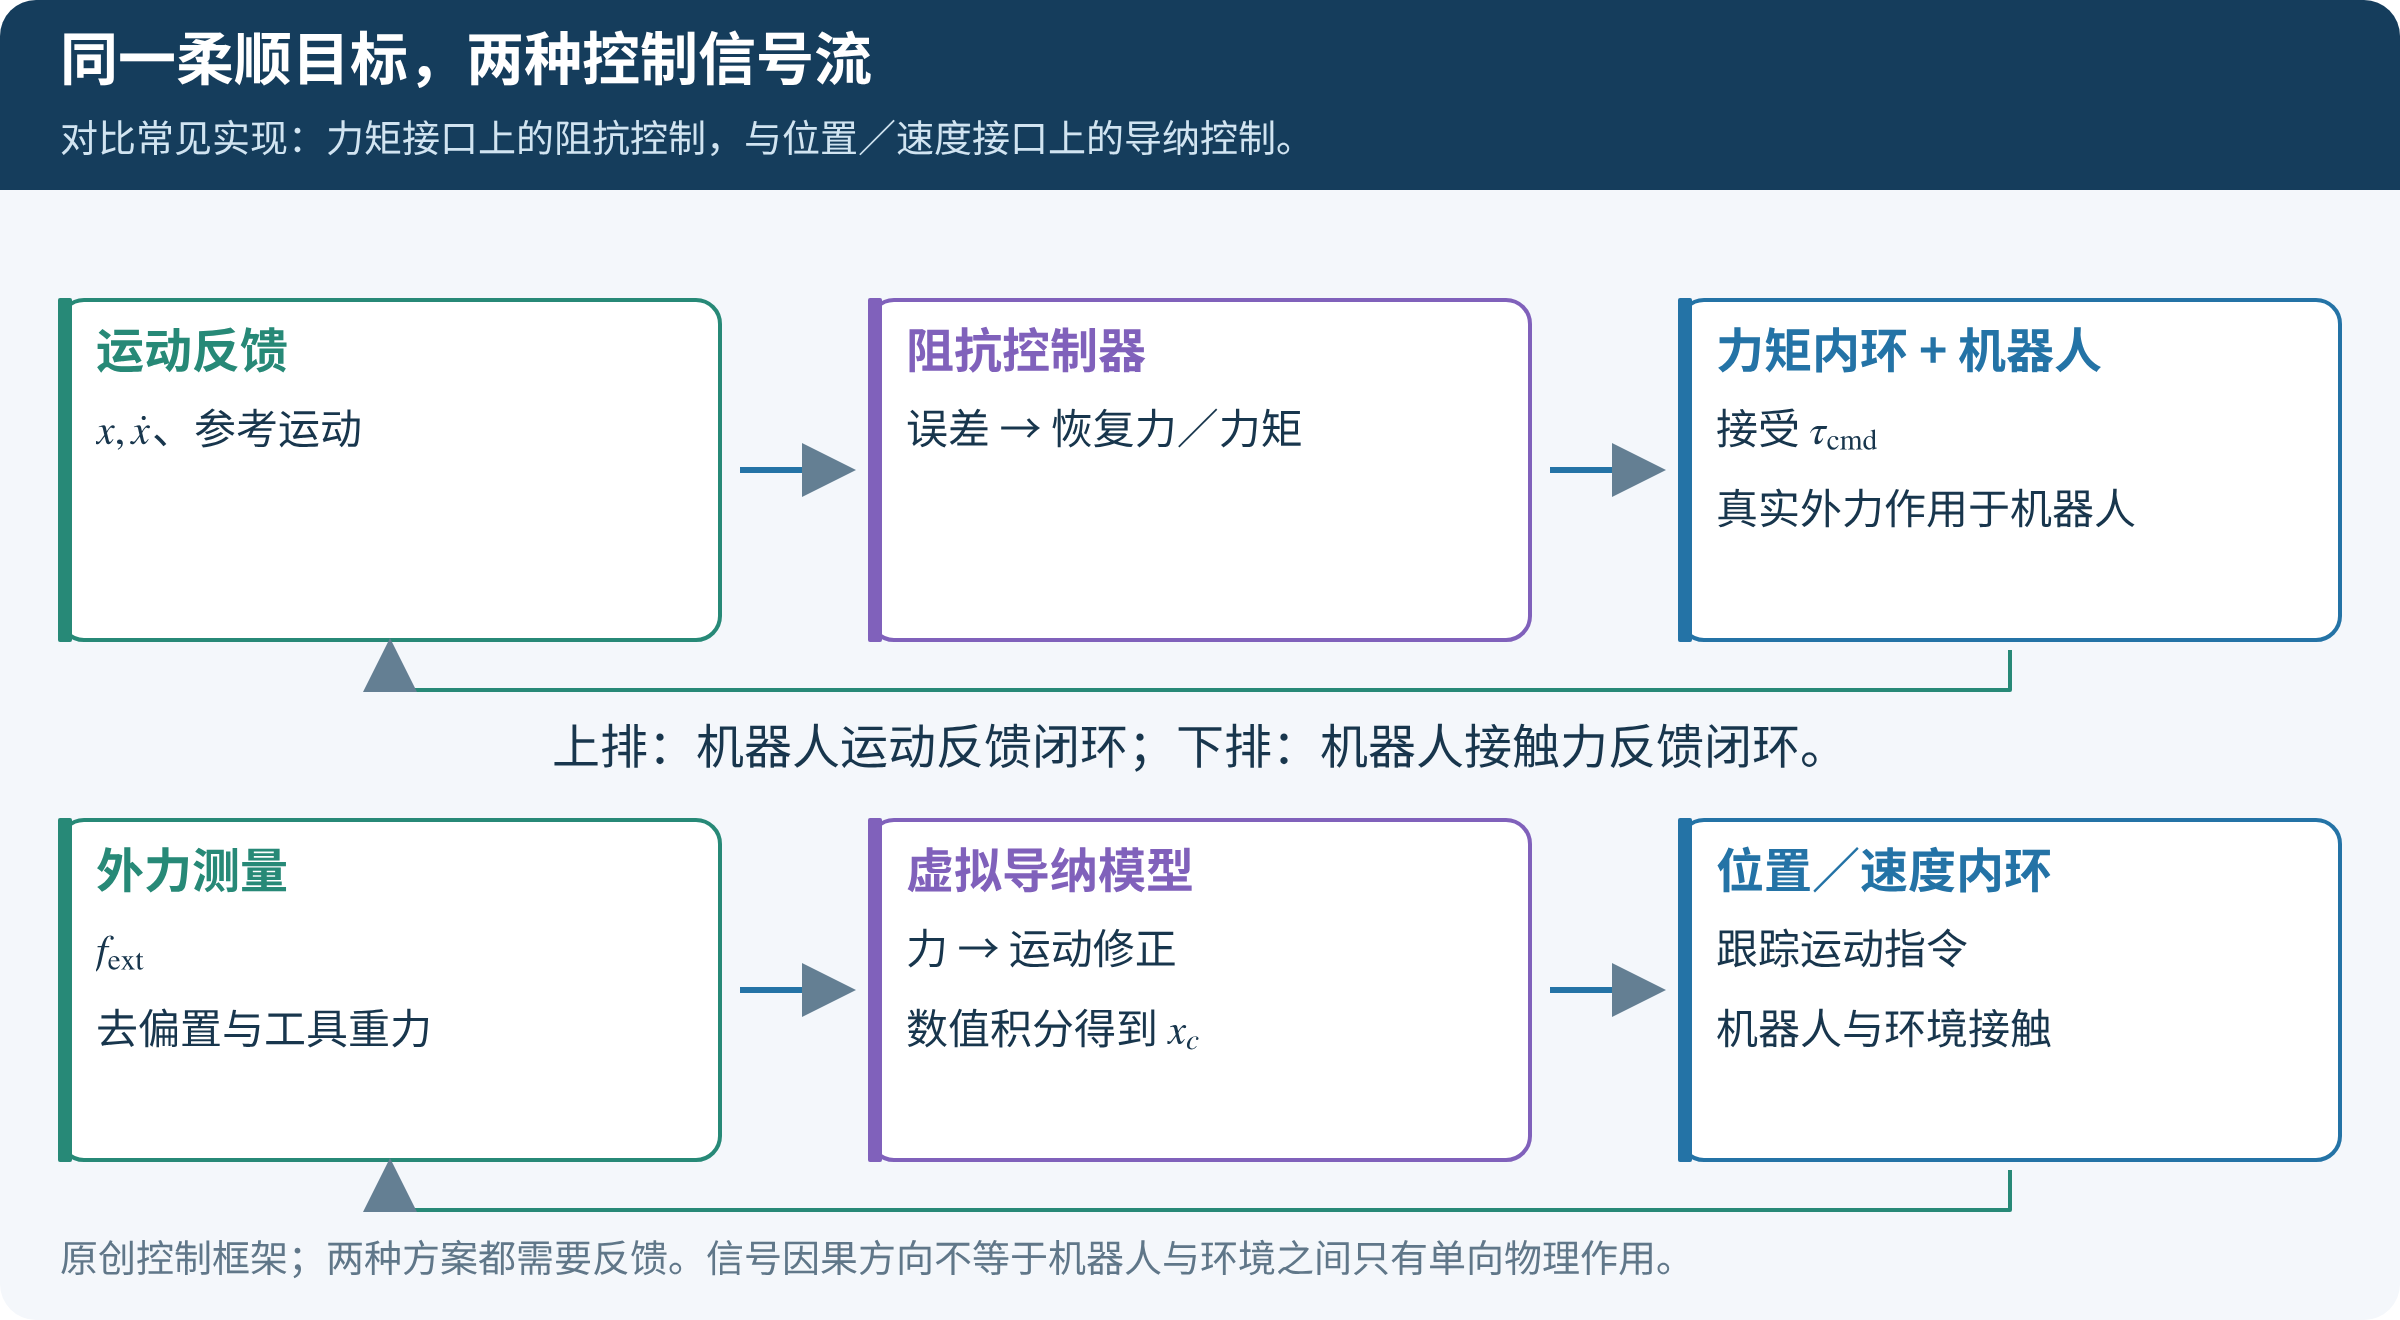 同一柔顺目标，两种控制信号流
对比常见实现：力矩接口上的阻抗控制，与位置／速度接口上的导纳控制。
运动反馈
x, ẋ、参考运动
阻抗控制器
误差 → 恢复力／力矩
力矩内环 + 机器人
接受 τcmd
真实外力作用于机器人
上排：机器人运动反馈闭环；下排：机器人接触力反馈闭环。
外力测量
fext
去偏置与工具重力
虚拟导纳模型
力 → 运动修正
数值积分得到 xc
位置／速度内环
跟踪运动指令
机器人与环境接触
原创控制框架；两种方案都需要反馈。信号因果方向不等于机器人与环境之间只有单向物理作用。